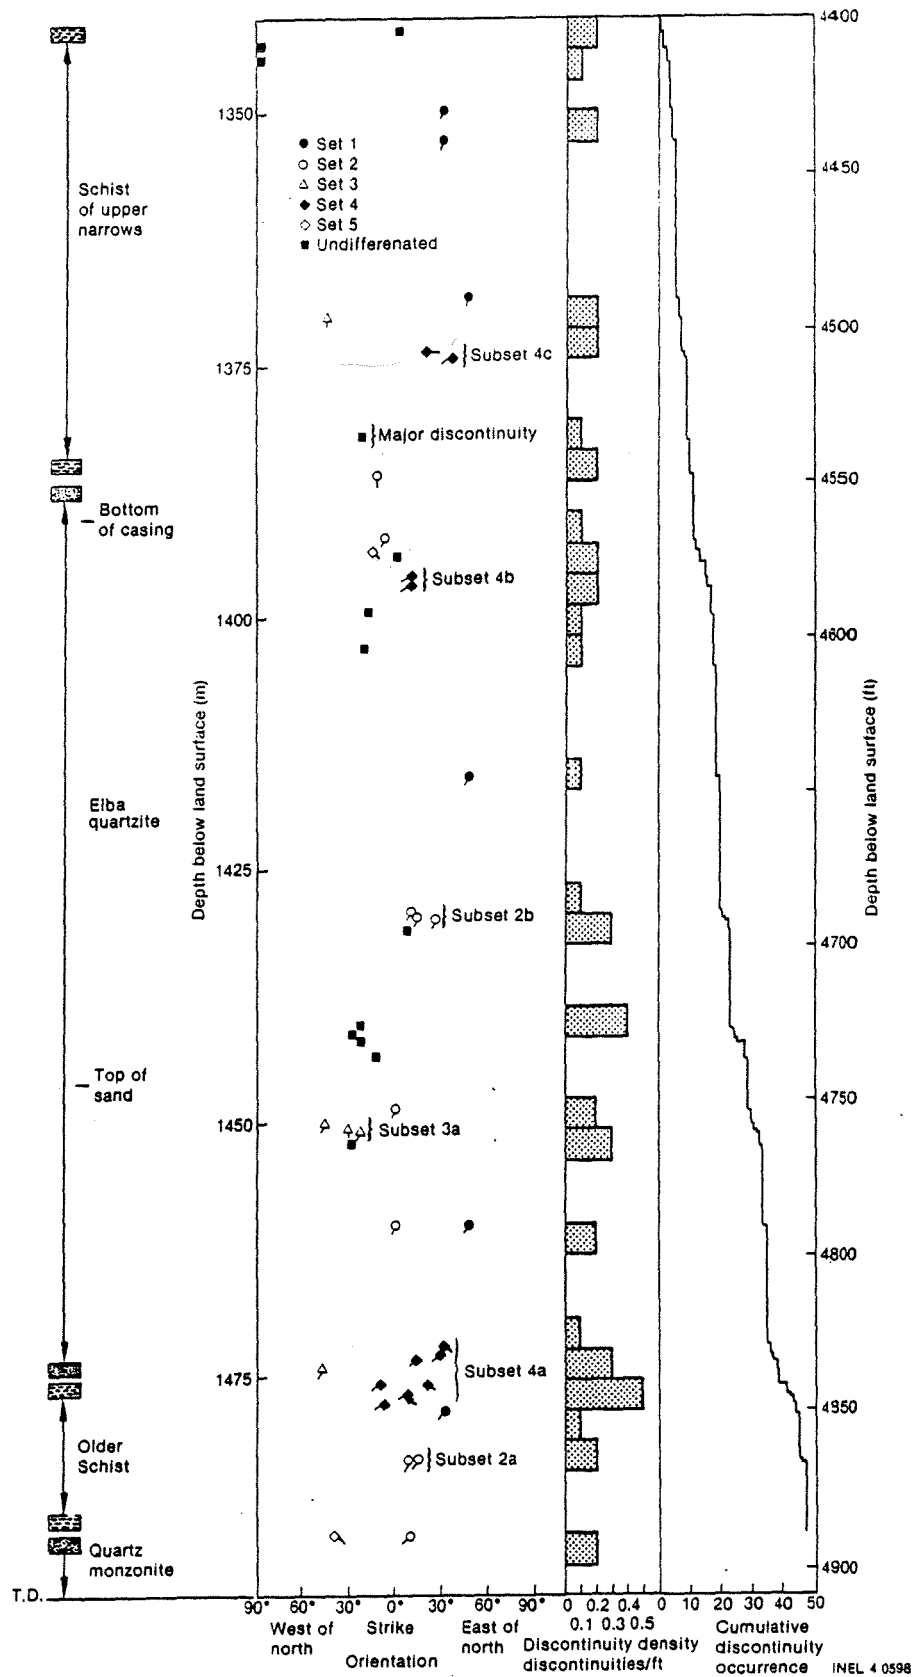 4400
1350
Set 1
Set 2
Set 3
Set 4
Set 5
Undifferenated
4450
Schist
of upper
narrows
4500
1375
Subset 4c
Major discontinuity
4550
Bottom
of casing
Subset 4b
1400
4600
Depth below land surface (m)
Depth below land surface (ft)
Elba
quartzite
1425
Subset 2b
4700
Top of
sand
4750
1450
Subset 3a
4800
1475
Subset 4a
4950
Older
Schist
Subset 2a
Quartz
monzonite
4900
T.D.
90° 60° 30° 0° 30° 60° 90°
West of
north
Strike
East of
north
Orientation
0 0.2 0.4
0.1 0.3 0.5
Discontinuity density
discontinuities/ft
0 10 20 30 40 50
Cumulative
discontinuity
occurrence
INEL 4 0598